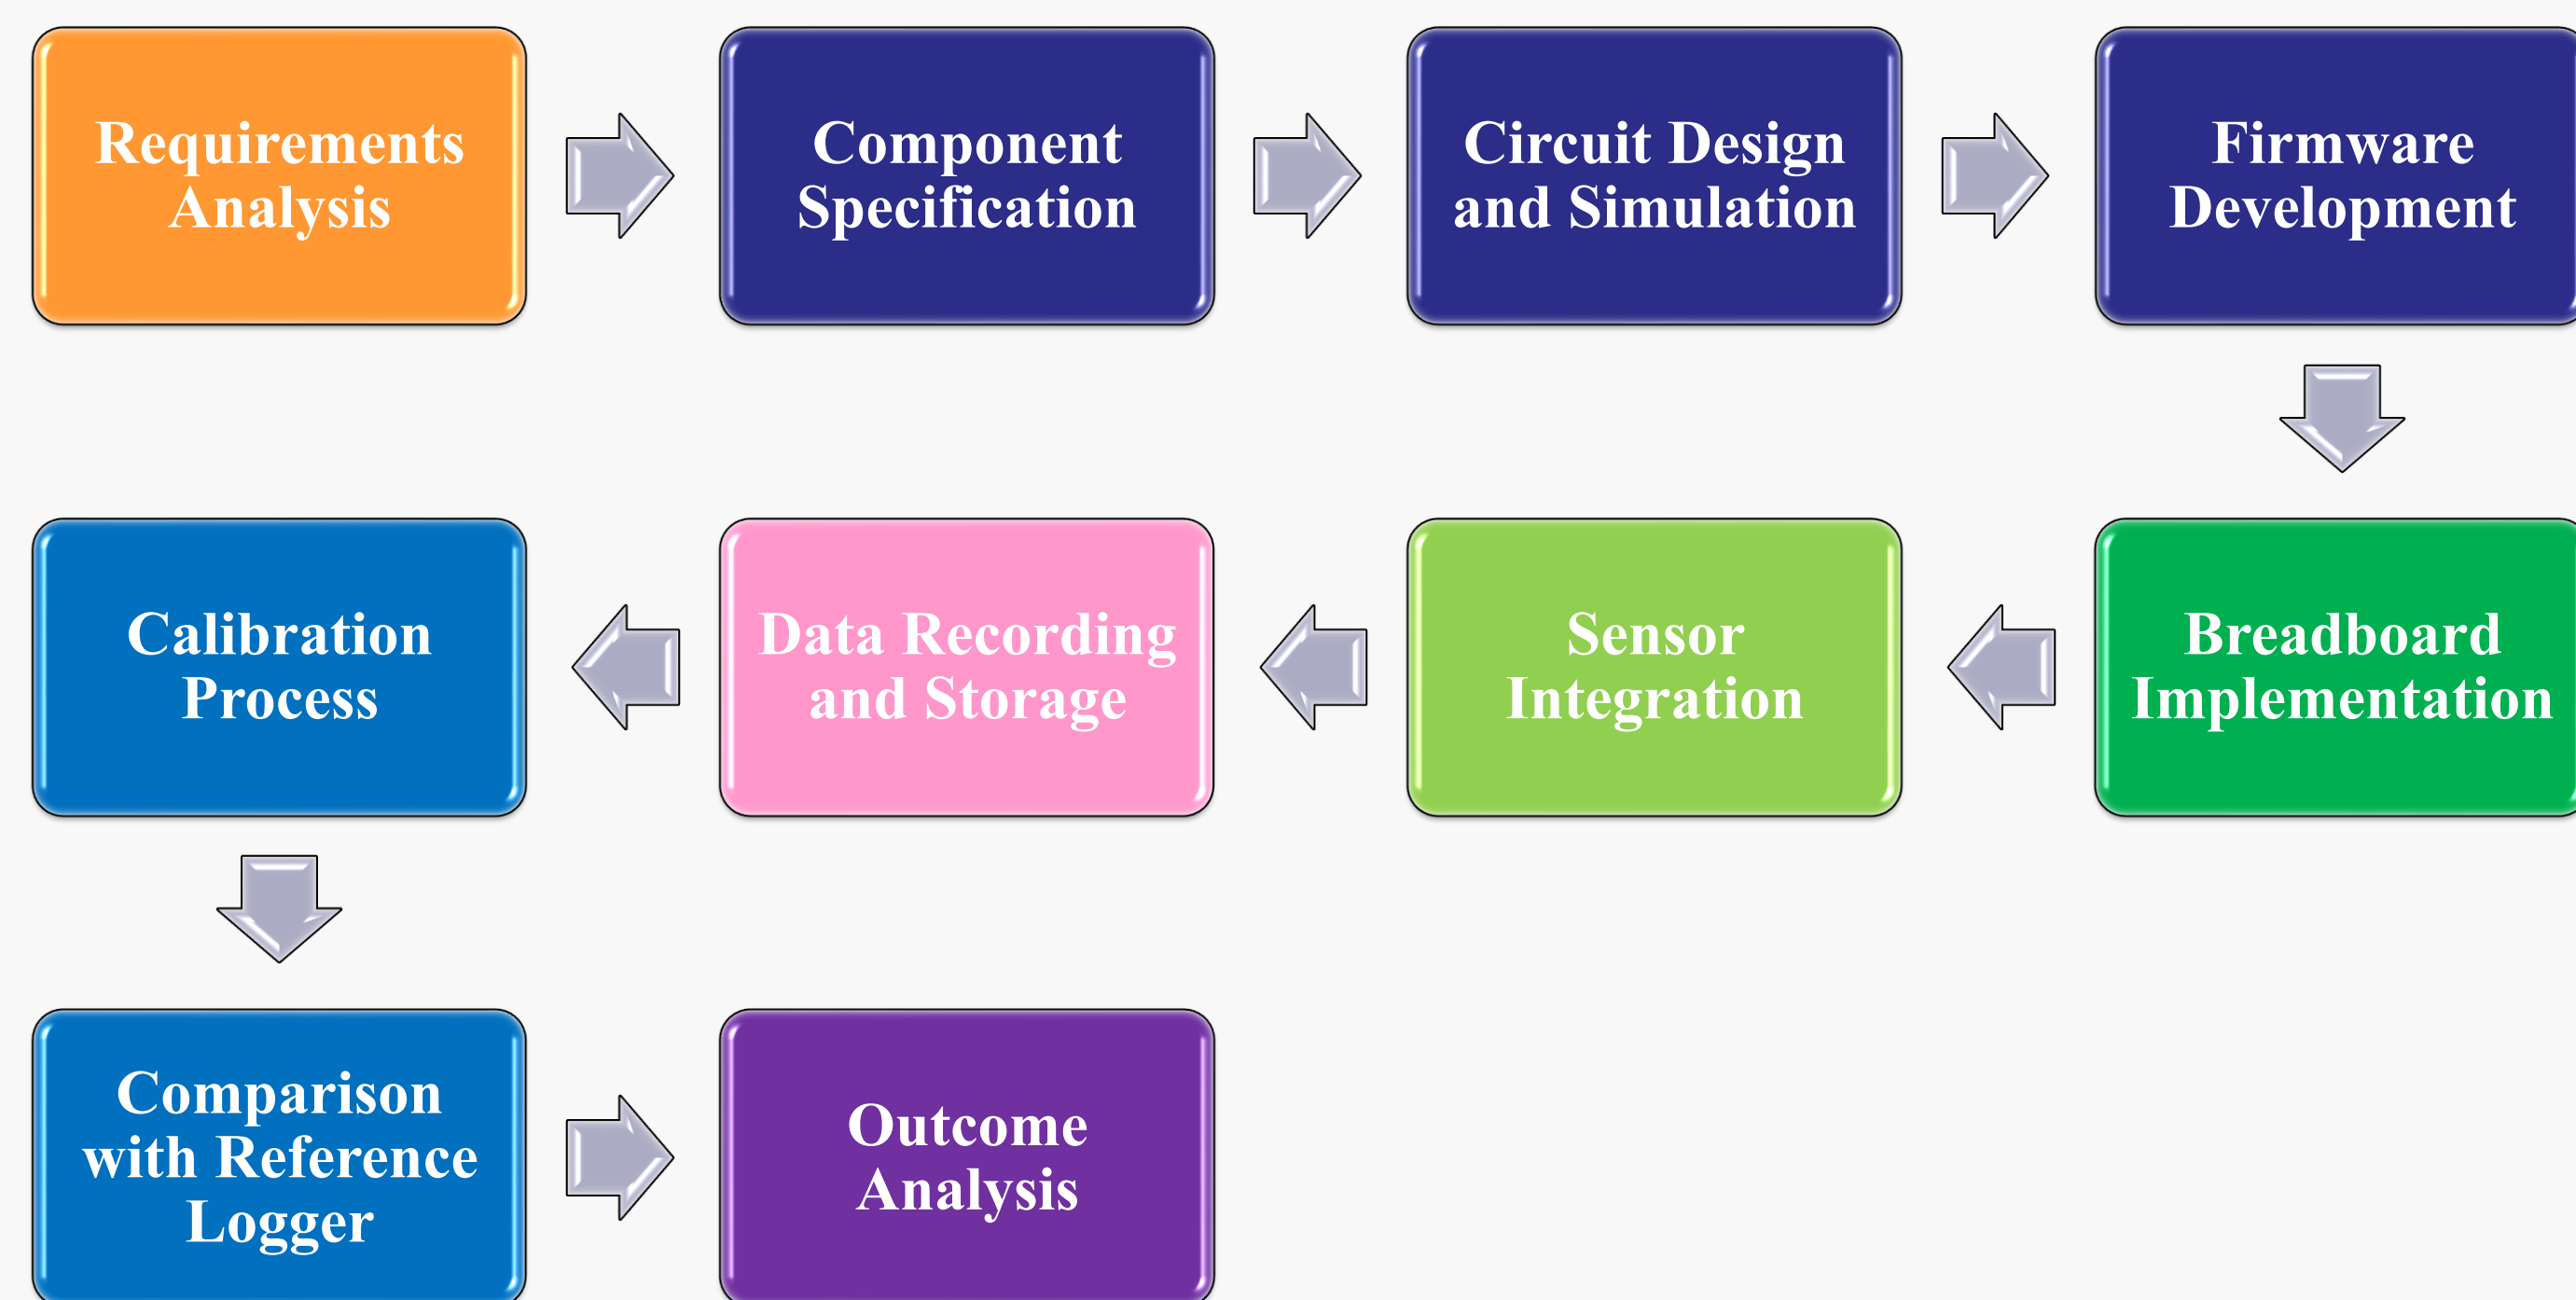 Requirements
Analysis
Component
Specification
Circuit Design
and Simulation
Firmware
Development
Breadboard
Implementation
Sensor
Integration
Data Recording
and Storage
Calibration
Process
Comparison
with Reference
Logger
Outcome
Analysis